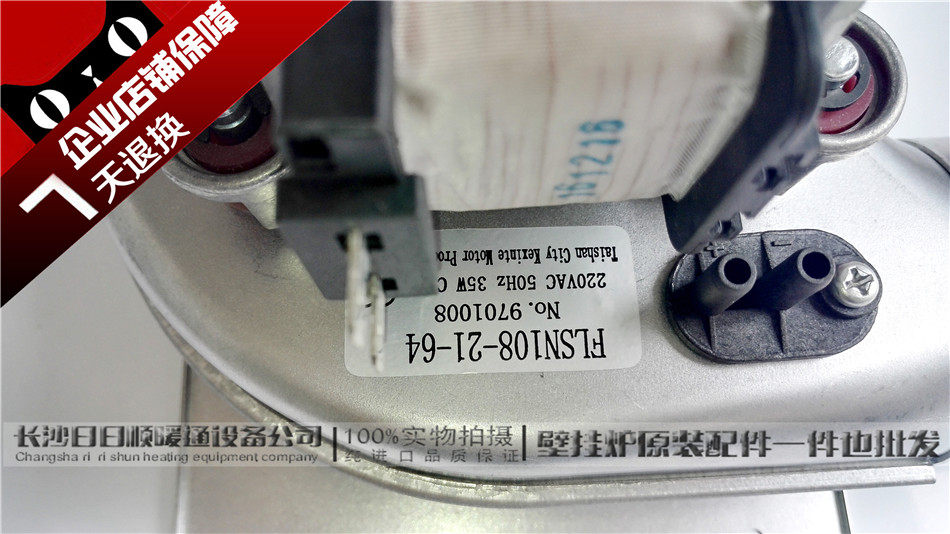 企业店铺保障
7天退换
161218
FLSN108-21-64
No. 9701008
220VAC 50Hz 35W C
Taishan City Kexinte Motor Pro
+ -
长沙日日顺暖通设备公司
Changsha ri ri shun heating equipment company
100%实物拍摄
经进口品质保证
壁挂炉原装配件一件也批发